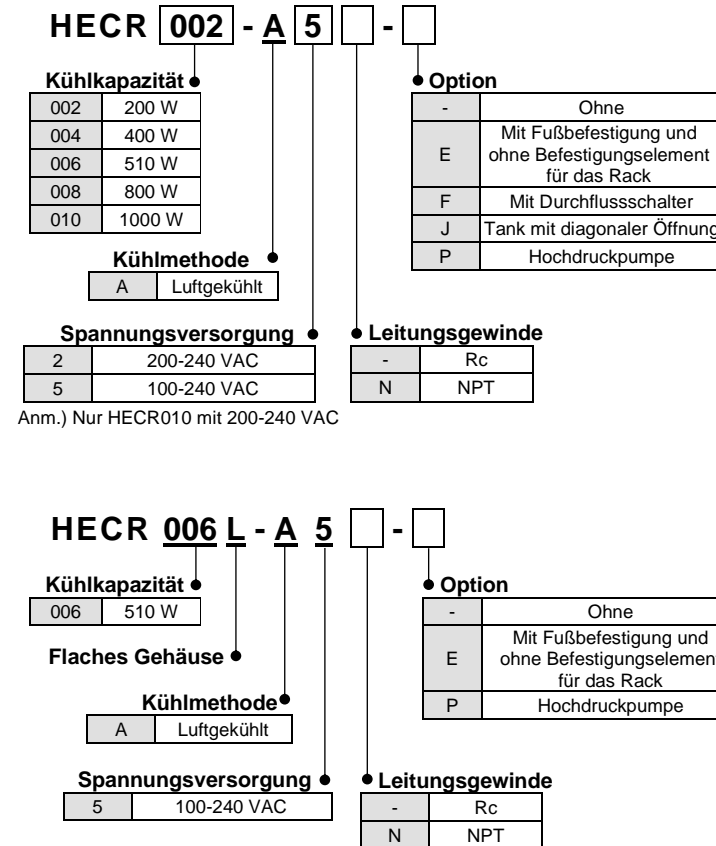 HECR 002 - A 5 -
Kühlkapazität
002 200 W
004 400 W
006 510 W
008 800 W
010 1000 W
Option
- Ohne
E Mit Fußbefestigung und
ohne Befestigungselement
für das Rack
F Mit Durchflussschalter
J Tank mit diagonaler Öffnung
P Hochdruckpumpe
Kühlmethode
A Luftgekühlt
Spannungsversorgung
2 200-240 VAC
5 100-240 VAC
Leitungsgewinde
- Rc
N NPT
Anm.) Nur HECR010 mit 200-240 VAC
HECR 006 L - A 5 -
Kühlkapazität
006 510 W
Option
- Ohne
E Mit Fußbefestigung und
ohne Befestigungselemen
für das Rack
P Hochdruckpumpe
Flaches Gehäuse
Kühlmethode
A Luftgekühlt
Spannungsversorgung
5 100-240 VAC
Leitungsgewinde
- Rc
N NPT